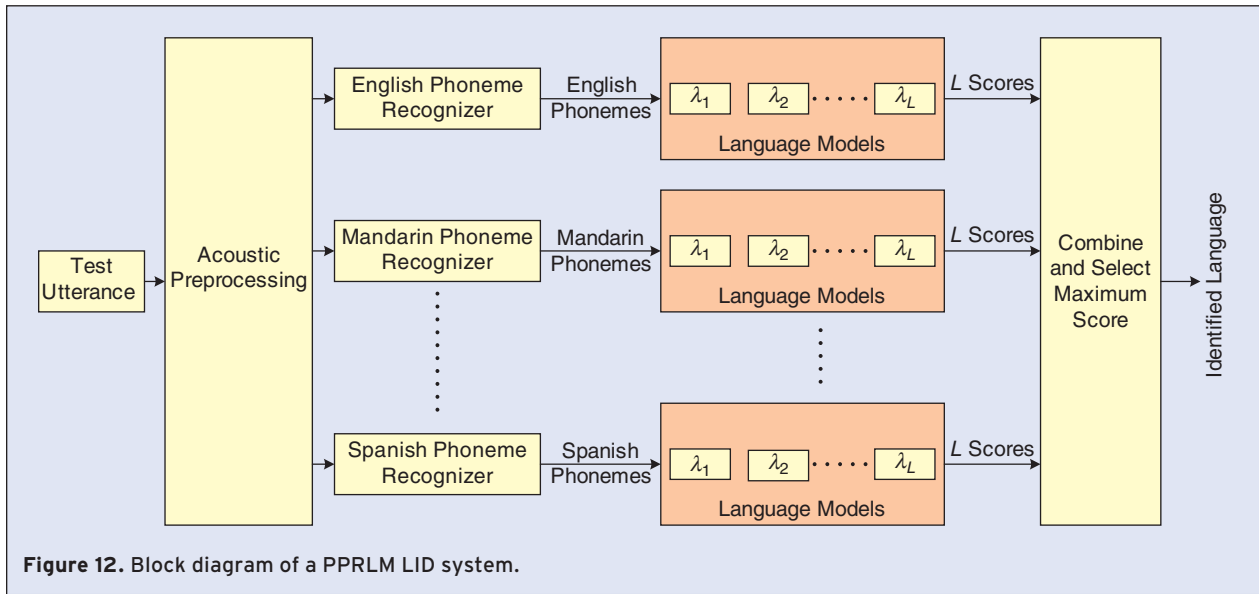 Test
Utterance
Acoustic
Preprocessing
English Phoneme
Recognizer
English
Phonemes
λ1 λ2 ····· λL
Language Models
L Scores
Mandarin Phoneme
Recognizer
Mandarin
Phonemes
λ1 λ2 ····· λL
Language Models
L Scores
Spanish Phoneme
Recognizer
Spanish
Phonemes
λ1 λ2 ····· λL
Language Models
L Scores
Combine
and Select
Maximum
Score
Identified Language
Figure 12. Block diagram of a PPRLM LID system.